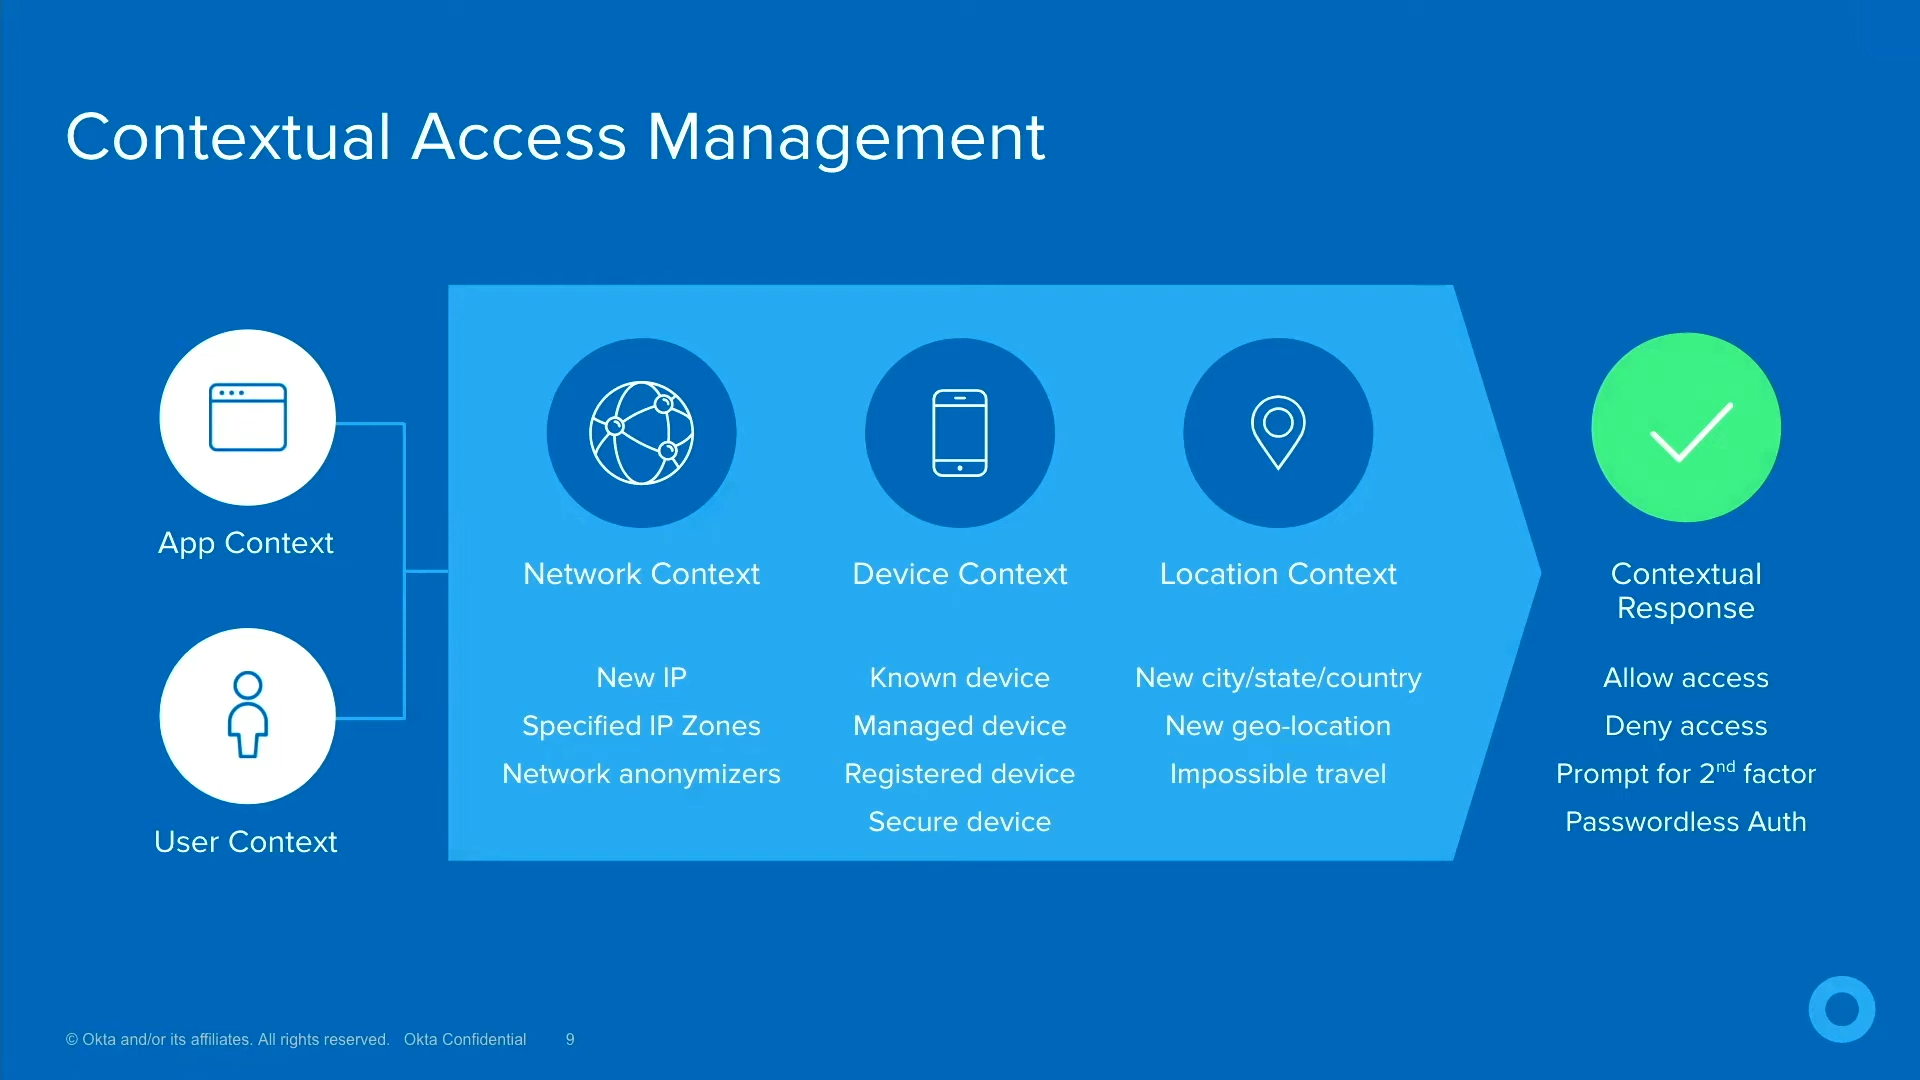 Contextual Access Management
App Context
User Context
Network Context
New IP
Specified IP Zones
Network anonymizers
Device Context
Known device
Managed device
Registered device
Secure device
Location Context
New city/state/country
New geo-location
Impossible travel
Contextual
Response
Allow access
Deny access
Prompt for 2nd factor
Passwordless Auth
© Okta and/or its affiliates. All rights reserved. Okta Confidential 9